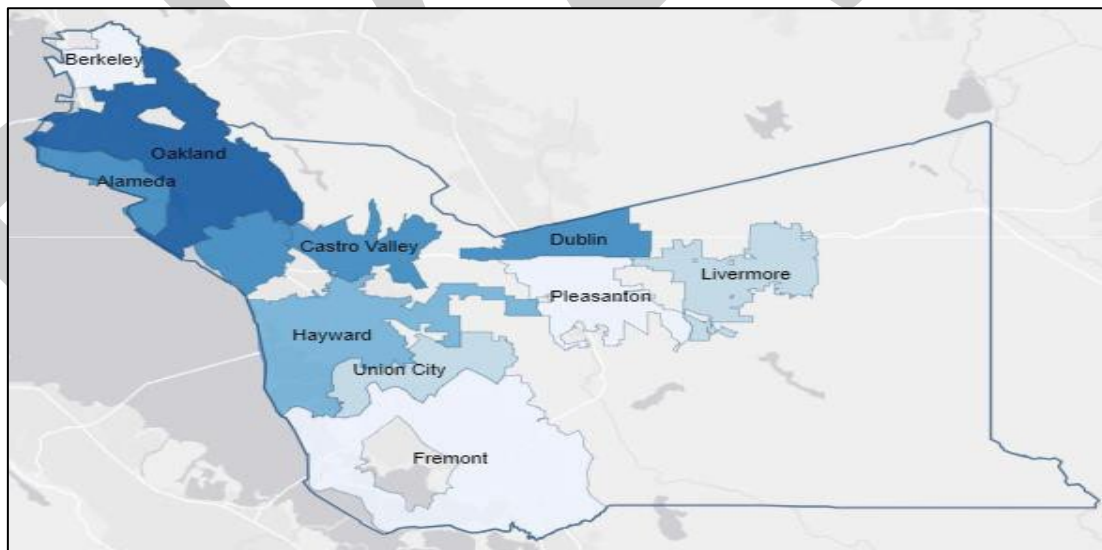 Berkeley
Oakland
Alameda
Castro Valley
Dublin
Livermore
Pleasanton
Hayward
Union City
Fremont